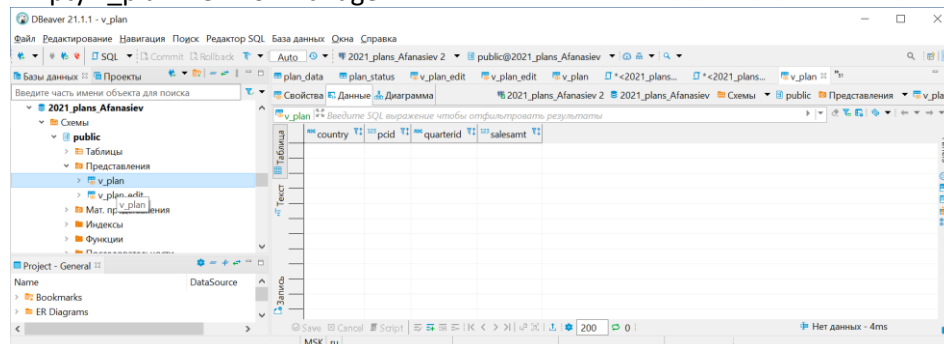 DBeaver 21.1.1 - v_plan
Файл Редактирование Навигация Поиск Редактор SQL База данных Окна Справка
SQL Commit Rollback Auto 2021_plans_Afanasiev 2 public@2021_plans_Afanasiev
Базы данных Проекты
plan_data plan_status v_plan_edit v_plan_edit v_plan *<2021_plans... *<2021_plans... v_plan
Введите часть имени объекта для поиска
Свойства Данные Диаграмма 2021_plans_Afanasiev 2 2021_plans_Afanasiev Схемы public Представления v_pla
2021_plans_Afanasiev
v_plan Введите SQL выражение чтобы отфильтровать результаты
Схемы
public
Таблицы
Представления
v_plan
v_plan_edit
v_plan
Индексы
Функции
country pcid quarterid salesamt
Таблица
Текст
Запись
Project - General
Name DataSource
Bookmarks
ER Diagrams
Save Cancel Script 200 0 Нет данных - 4ms
MSK ru